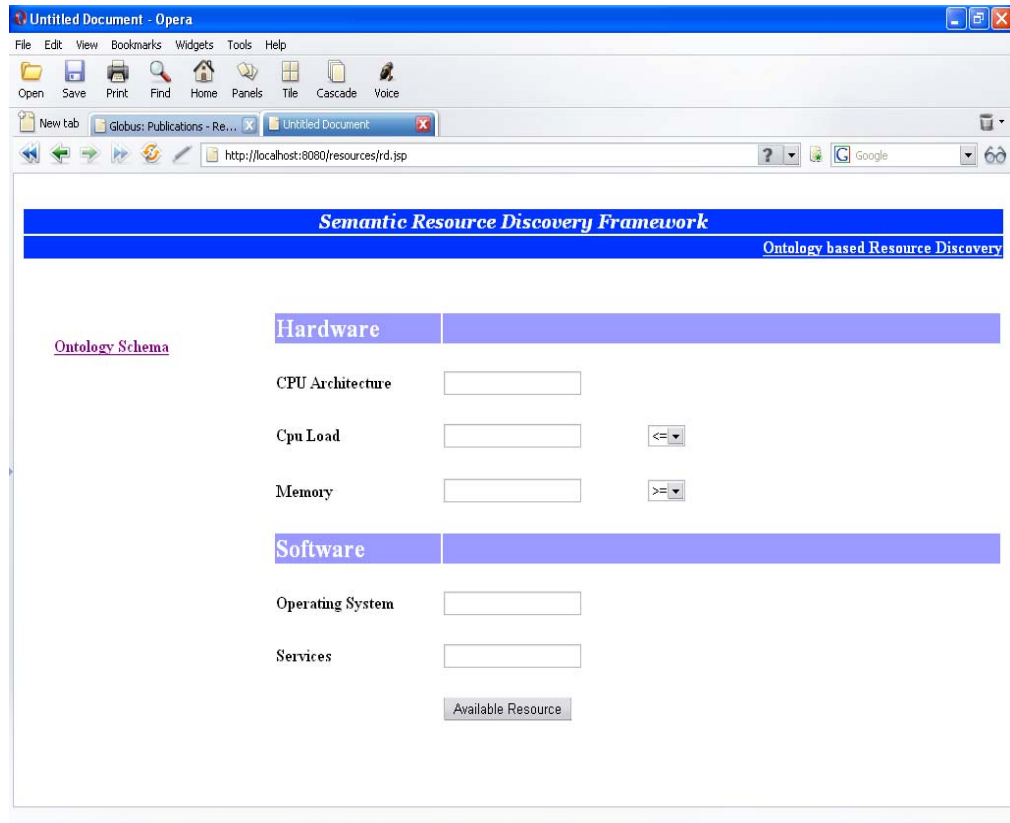 Untitled Document - Opera
File Edit View Bookmarks Widgets Tools Help
Open Save Print Find Home Panels Tile Cascade Voice
New tab Globus: Publications - Re... Untitled Document
http://localhost:8080/resources/rd.jsp ? G Google
Semantic Resource Discovery Framework
Ontology based Resource Discovery
Hardware
Ontology Schema
CPU Architecture
Cpu Load <=
Memory >=
Software
Operating System
Services
Available Resource